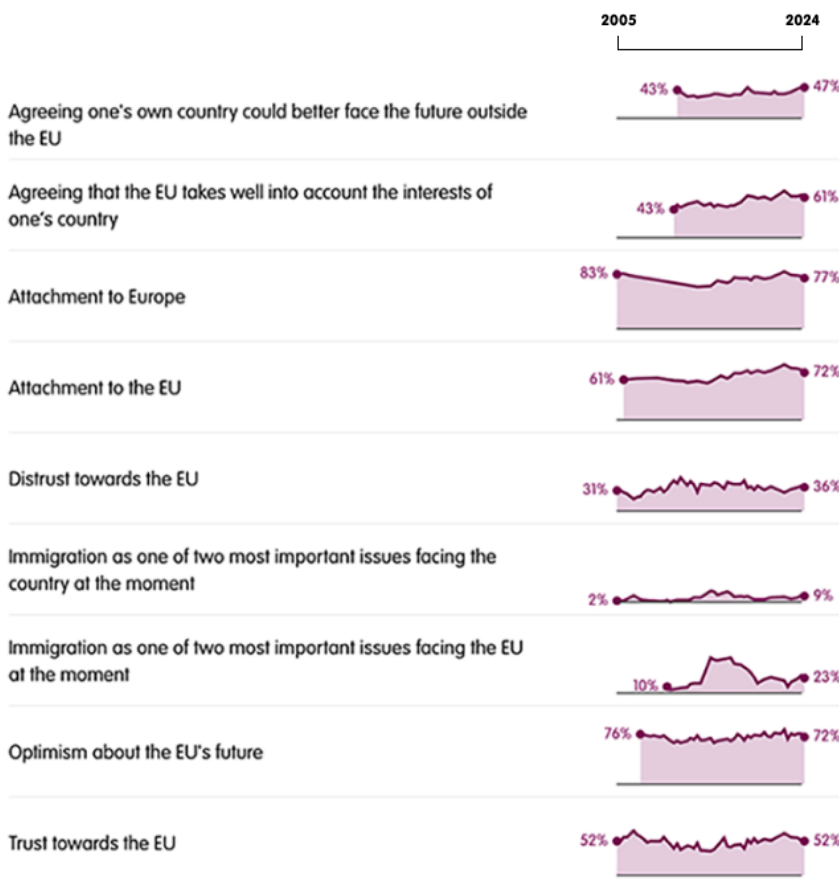 2005 2024
43% 47%
Agreeing one's own country could better face the future outside
the EU
Agreeing that the EU takes well into account the interests of
one's country
43% 61%
83% 77%
Attachment to Europe
61% 72%
Attachment to the EU
Distrust towards the EU
31% 36%
Immigration as one of two most important issues facing the
country at the moment
2% 9%
Immigration as one of two most important issues facing the EU
at the moment
10% 23%
76% 72%
Optimism about the EU's future
Trust towards the EU
52% 52%